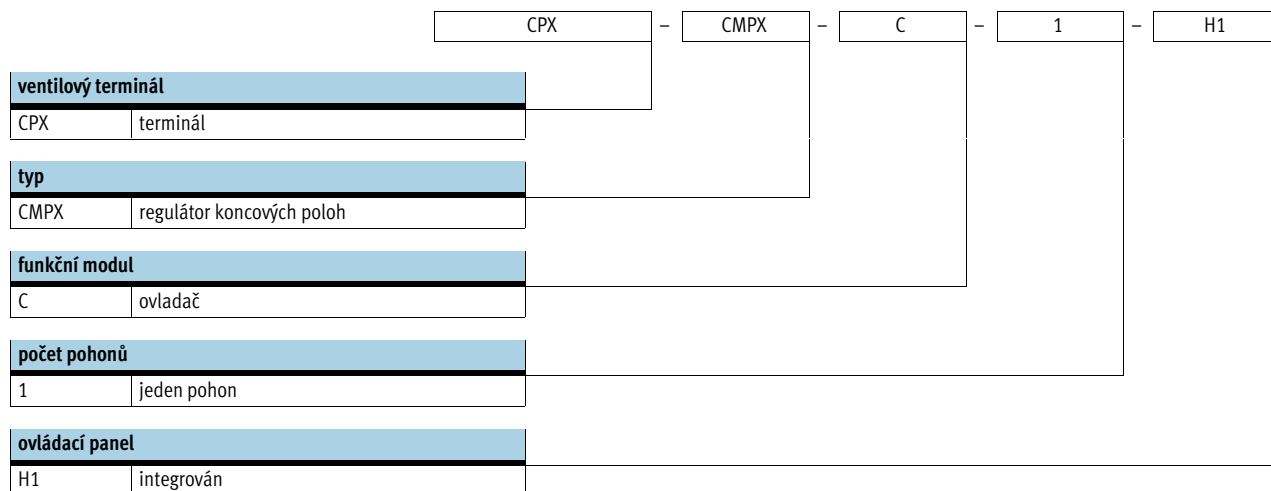 CPX – CMPX – C – 1 – H1
ventilový terminál
CPX terminál
typ
CMPX regulátor koncových poloh
funkční modul
C ovladač
počet pohonů
1 jeden pohon
ovládací panel
H1 integrován